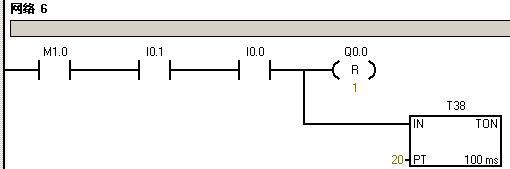 网络 6
M1.0 I0.1 I0.0 Q0.0
R
1
T38
IN TON
20 PT 100 ms